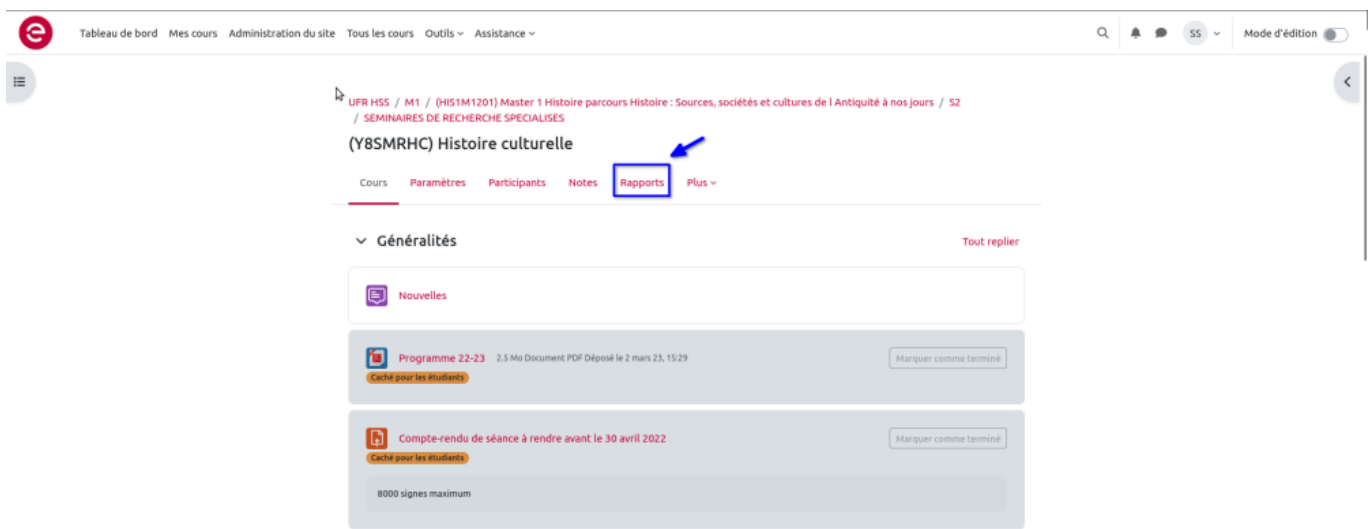 Tableau de bord Mes cours Administration du site Tous les cours Outils Assistance SS Mode d'édition
UFR HSS / M1 / (HIS1M1201) Master 1 Histoire parcours Histoire : Sources, sociétés et cultures de l Antiquité à nos jours / S2
/ SEMINAIRES DE RECHERCHE SPECIALISES
(Y8SMRHC) Histoire culturelle
Cours Paramètres Participants Notes Rapports Plus
Généralités Tout replier
Nouvelles
Programme 22-23 2.5 Mo Document PDF Déposé le 2 mars 23, 15:29 Marquer comme terminé
Caché pour les étudiants
Compte-rendu de séance à rendre avant le 30 avril 2022 Marquer comme terminé
Caché pour les étudiants
8000 signes maximum